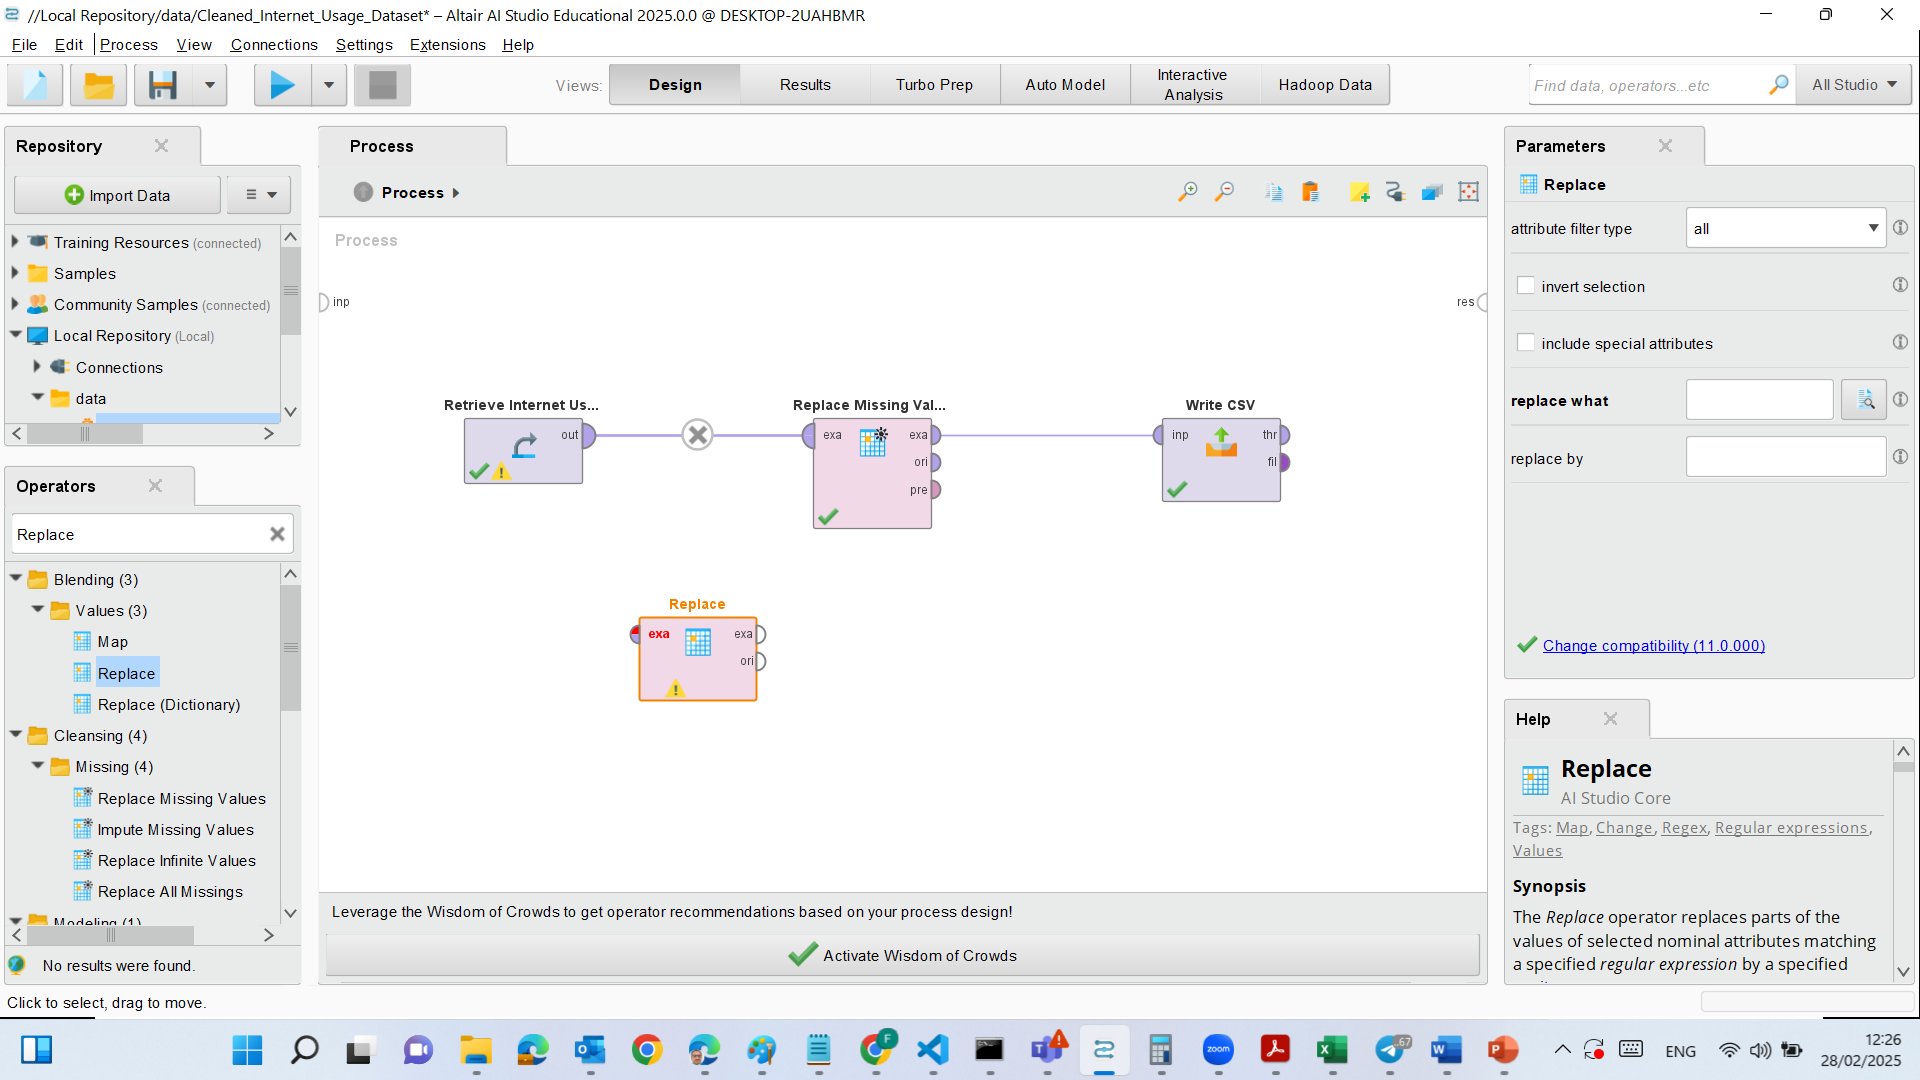 //Local Repository/data/Cleaned_Internet_Usage_Dataset* – Altair AI Studio Educational 2025.0.0 @ DESKTOP-2UAHBMR
File Edit Process View Connections Settings Extensions Help
Views: Design Results Turbo Prep Auto Model Interactive Analysis Hadoop Data
Find data, operators...etc
All Studio
Repository
Import Data
Training Resources (connected)
Samples
Community Samples (connected)
Local Repository (Local)
Connections
data
Operators
Replace
Blending (3)
Values (3)
Map
Replace
Replace (Dictionary)
Cleansing (4)
Missing (4)
Replace Missing Values
Impute Missing Values
Replace Infinite Values
Replace All Missings
Modeling (1)
No results were found.
Click to select, drag to move.
Process
Process
Process
inp
res
Retrieve Internet Us...
out
Replace Missing Val...
exa exa
ori
pre
Write CSV
inp thr
fil
Replace
exa exa
ori
Leverage the Wisdom of Crowds to get operator recommendations based on your process design!
Activate Wisdom of Crowds
Parameters
Replace
attribute filter type all
invert selection
include special attributes
replace what
replace by
Change compatibility (11.0.000)
Help
Replace
AI Studio Core
Tags: Map, Change, Regex, Regular expressions,
Values
Synopsis
The Replace operator replaces parts of the
values of selected nominal attributes matching
a specified regular expression by a specified
F
zoom
.67
ENG
12:26
28/02/2025